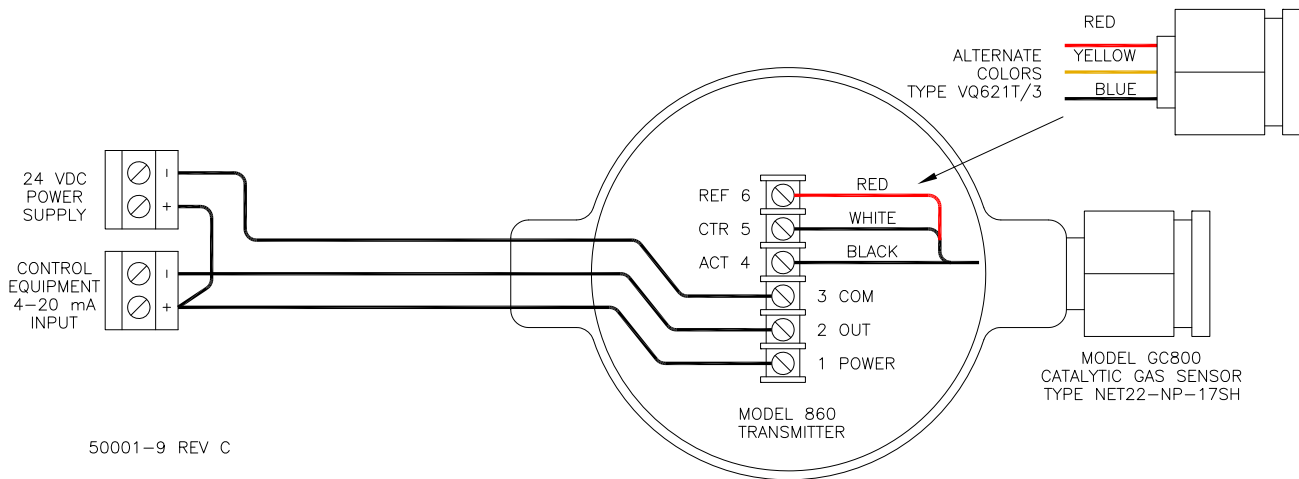 RED
ALTERNATE
COLORS
TYPE VQ621T/3
YELLOW
BLUE
24 VDC
POWER
SUPPLY
-
+
CONTROL
EQUIPMENT
4-20 mA
INPUT
-
+
REF 6
CTR 5
ACT 4
RED
WHITE
BLACK
3 COM
2 OUT
1 POWER
MODEL 860
TRANSMITTER
MODEL GC800
CATALYTIC GAS SENSOR
TYPE NET22-NP-17SH
50001-9 REV C